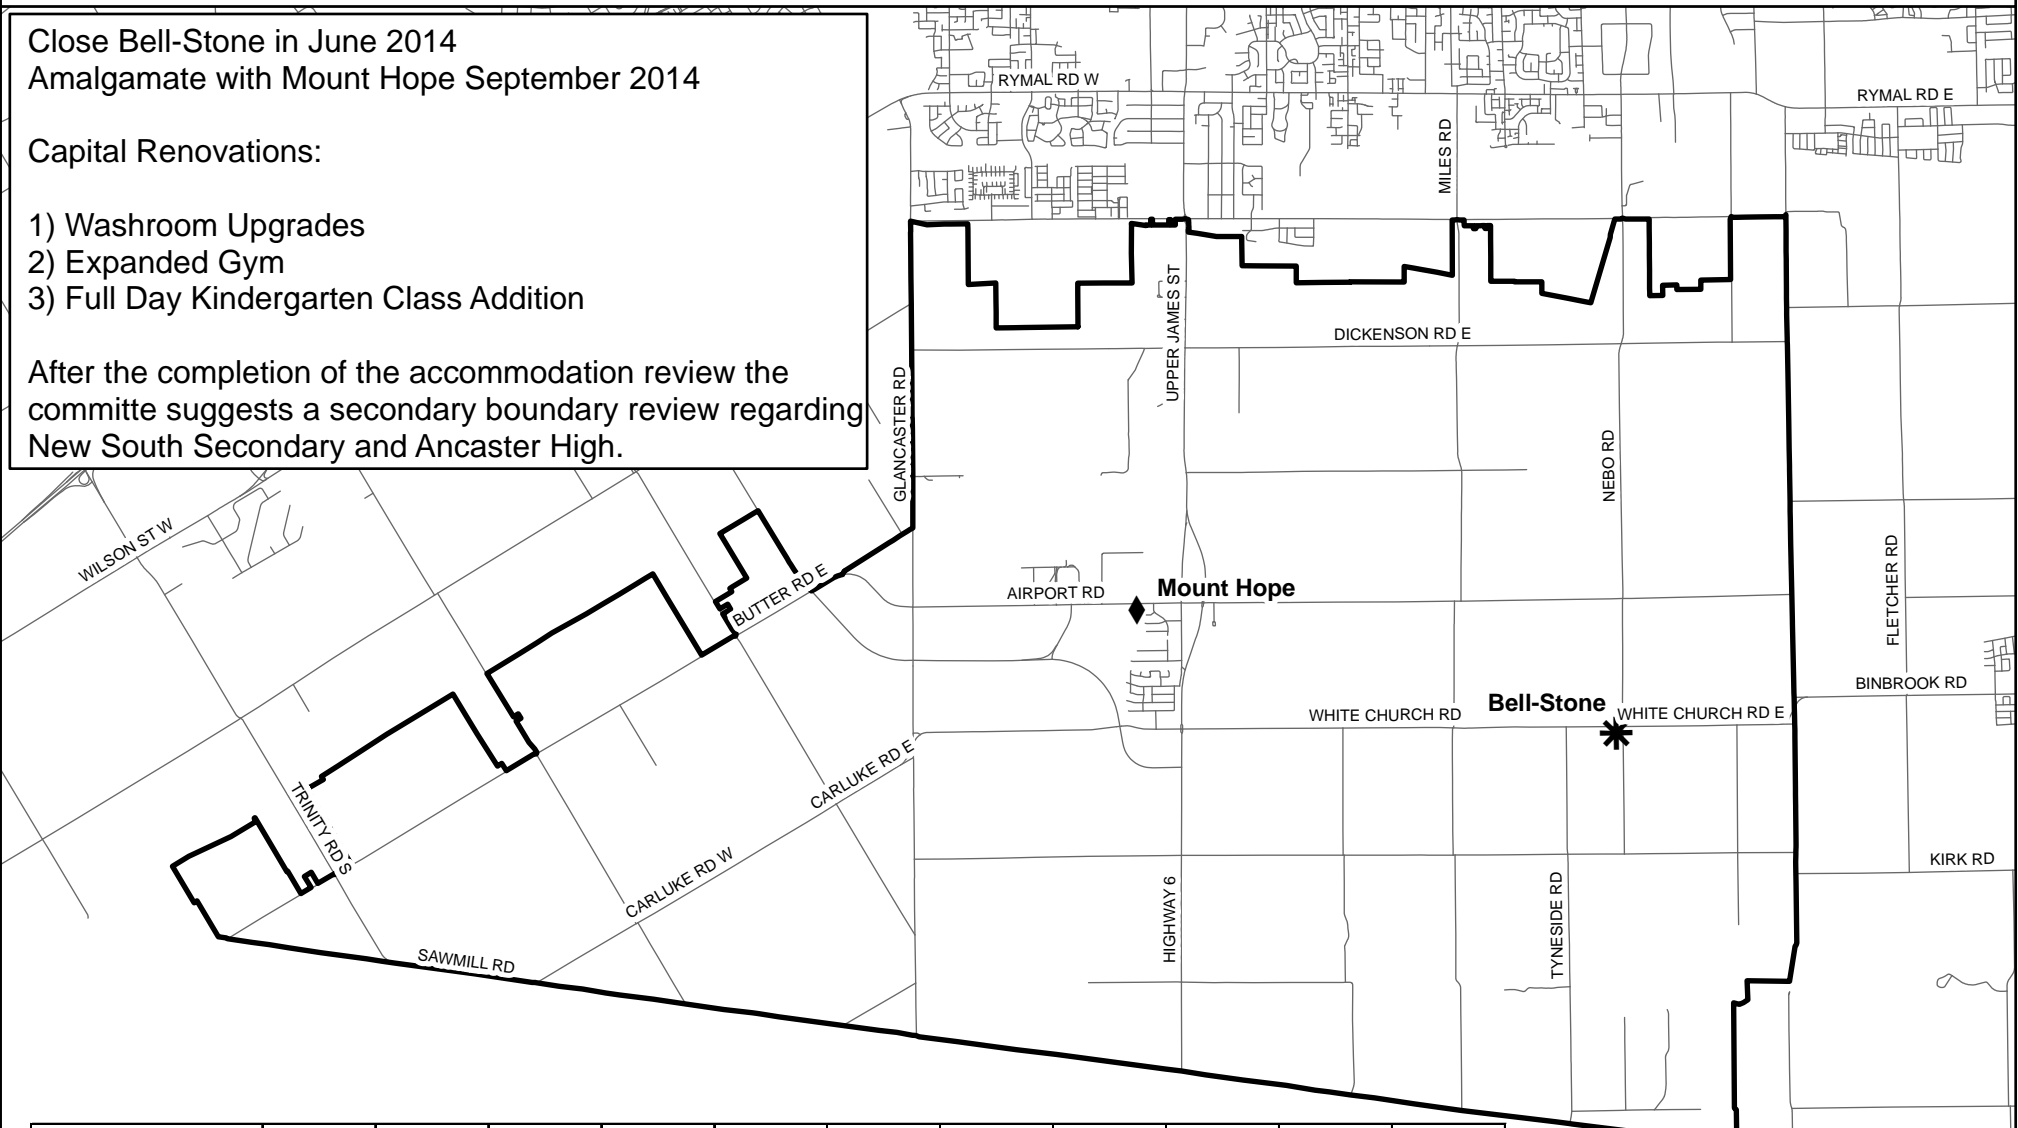 Close Bell-Stone in June 2014
Amalgamate with Mount Hope September 2014
Capital Renovations:
1) Washroom Upgrades
2) Expanded Gym
3) Full Day Kindergarten Class Addition
After the completion of the accommodation review the
committe suggests a secondary boundary review regarding
New South Secondary and Ancaster High.
RYMAL RD W
RYMAL RD E
MILES RD
UPPER JAMES ST
DICKENSON RD E
GLANCASTER RD
NEBO RD
WILSON ST W
FLETCHER RD
BUTTER RD E
AIRPORT RD
Mount Hope
BINBROOK RD
Bell-Stone
WHITE CHURCH RD
WHITE CHURCH RD E
CARLUKE RD E
TRINITY RD S
CARLUKE RD W
KIRK RD
HIGHWAY 6
TYNESIDE RD
SAWMILL RD